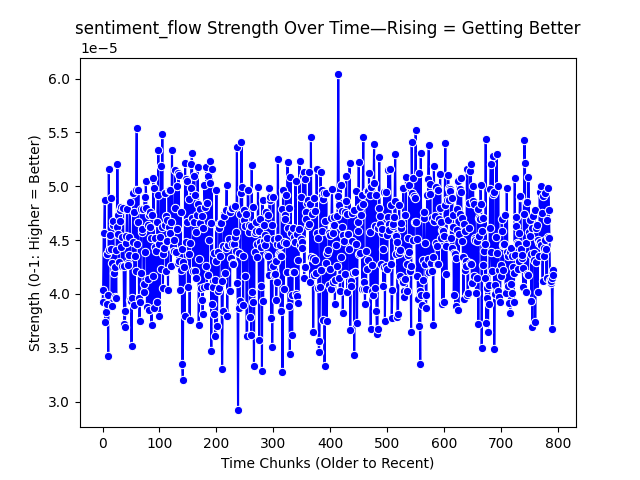 sentiment_flow Strength Over Time—Rising = Getting Better
1e−5
6.0
5.5
5.0
4.5
4.0
3.5
3.0
Strength (0-1: Higher = Better)
0 100 200 300 400 500 600 700 800
Time Chunks (Older to Recent)